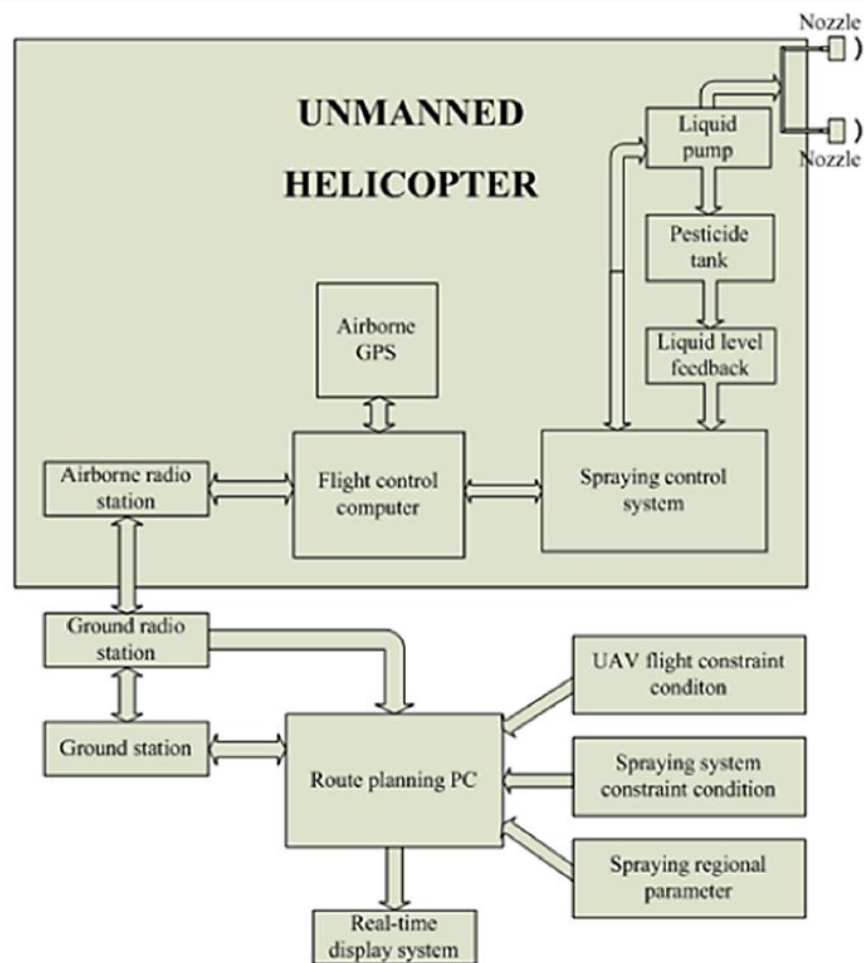 Nozzle
UNMANNED
HELICOPTER
Liquid
pump
Nozzle
Pesticide
tank
Airborne
GPS
Liquid level
feedback
Airborne radio
station
Flight control
computer
Spraying control
system
Ground radio
station
UAV flight constraint
conditon
Ground station
Route planning PC
Spraying system
constraint condition
Spraying regional
parameter
Real-time
display system